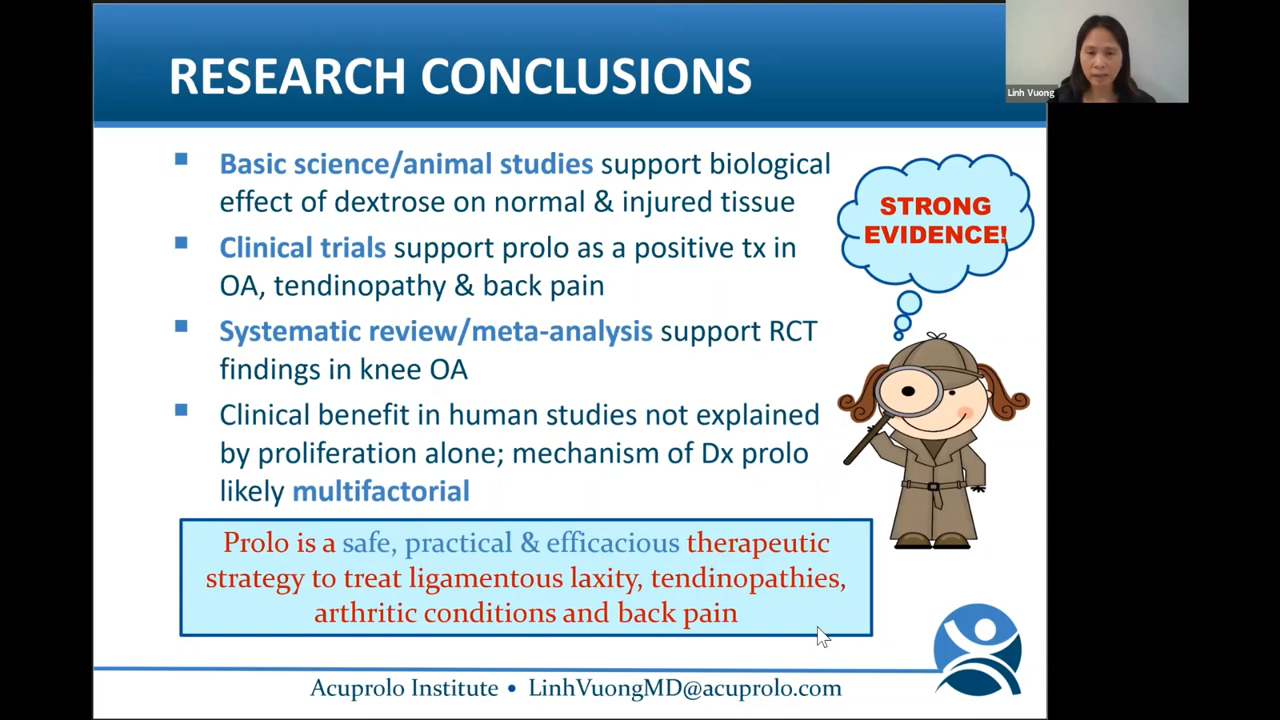 RESEARCH CONCLUSIONS
Linh Vuong
Basic science/animal studies support biological
effect of dextrose on normal & injured tissue
Clinical trials support prolo as a positive tx in
OA, tendinopathy & back pain
Systematic review/meta-analysis support RCT
findings in knee OA
Clinical benefit in human studies not explained
by proliferation alone; mechanism of Dx prolo
likely multifactorial
STRONG
EVIDENCE!
Prolo is a safe, practical & efficacious therapeutic
strategy to treat ligamentous laxity, tendinopathies,
arthritic conditions and back pain
Acuprolo Institute • LinhVuongMD@acuprolo.com